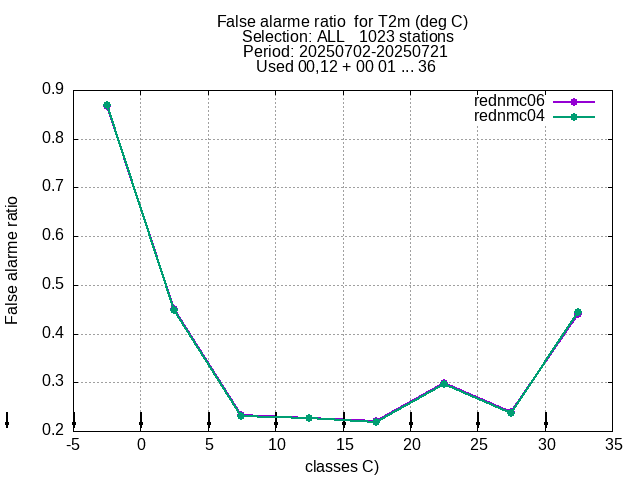 False alarme ratio  for T2m (deg C)
Selection: ALL   1023 stations
Period: 20250702-20250721
Used 00,12 + 00 01 ... 36
rednmc06
rednmc04
0.9
0.8
0.7
0.6
0.5
0.4
0.3
0.2
False alarme ratio
-5 0 5 10 15 20 25 30 35
classes C)